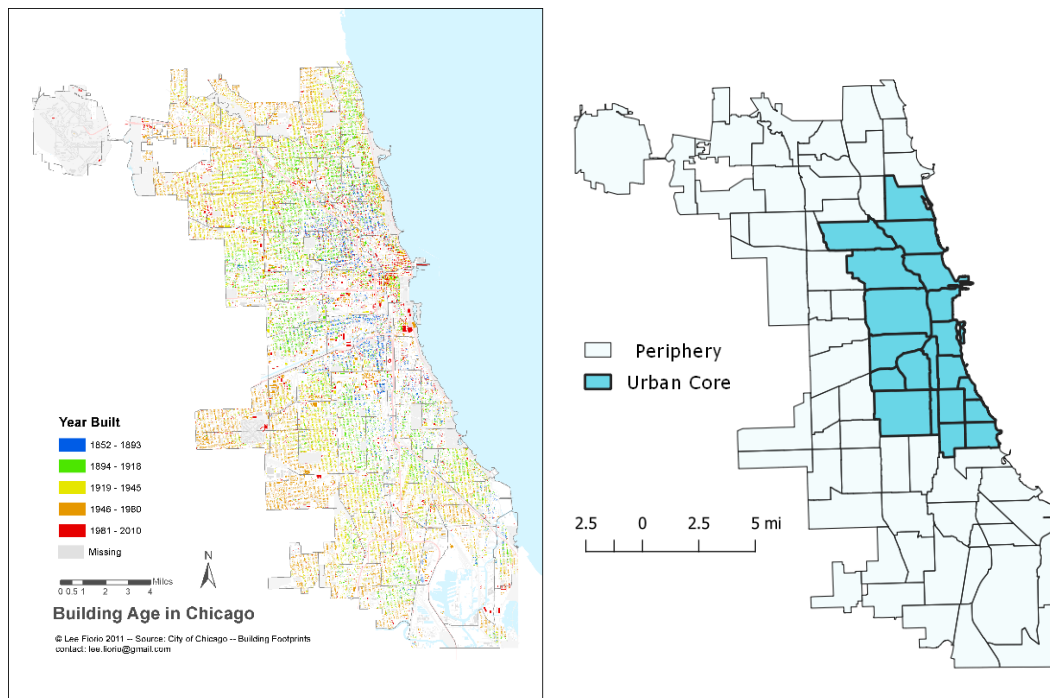 Year Built
1852 - 1893
1894 - 1918
1919 - 1945
1946 - 1980
1981 - 2010
Missing
N
0 0.5 1 2 3 4 Miles
Building Age in Chicago
© Lee Fiorio 2011 -- Source: City of Chicago -- Building Footprints
contact: lee.fiorio@gmail.com
Periphery
Urban Core
2.5 0 2.5 5 mi